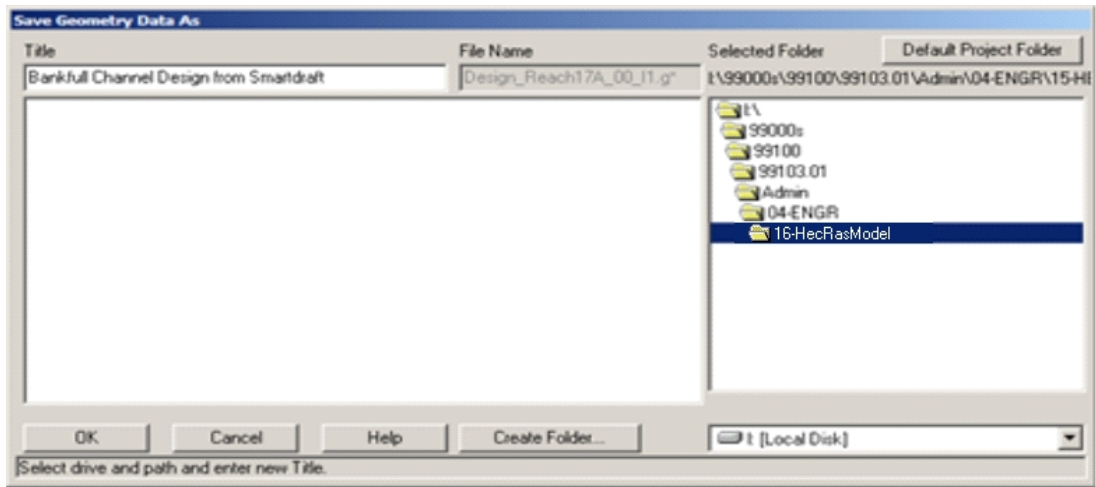 Save Geometry Data As
Title
File Name
Selected Folder
Default Project Folder
Bankfull Channel Design from Smartdraft
Design_Reach17A_00_I1.g*
I:\99000s\99100\99103.01\Admin\04-ENGR\15-HE
I:\
99000s
99100
99103.01
Admin
04-ENGR
16-HecRasModel
OK
Cancel
Help
Create Folder...
I: [Local Disk]
Select drive and path and enter new Title.